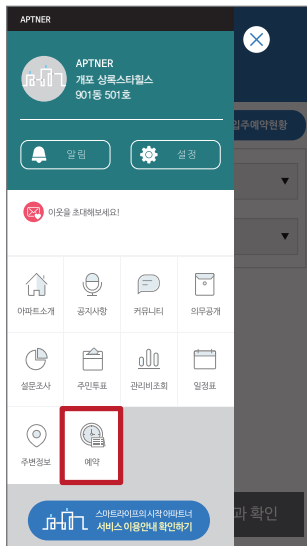 APTNER
APTNER
개포 상록스타힐스
901동 501호
알림
설정
입주예약현황
이웃을 초대해보세요!
아파트소개
공지사항
커뮤니티
의무공개
설문조사
주민투표
관리비조회
일정표
주변정보
예약
과 확인
스마트라이프의 시작 아파트너
서비스 이용안내 확인하기